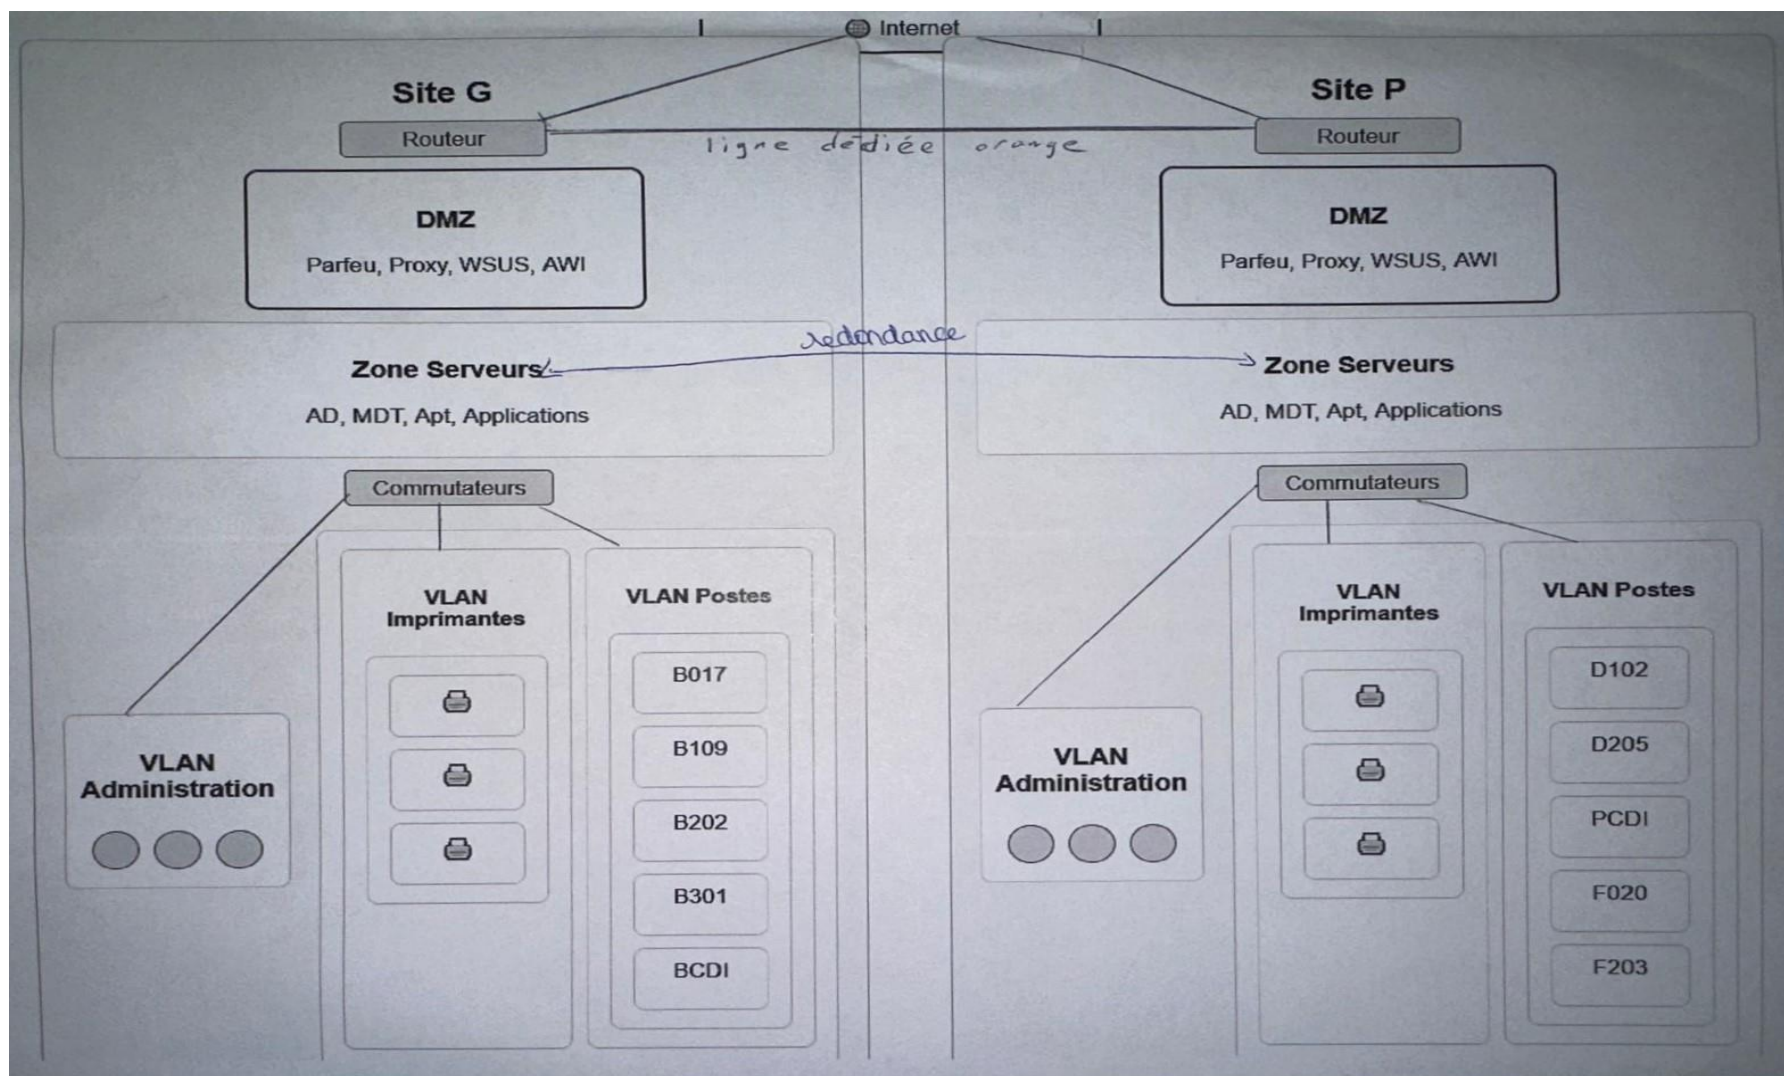 Internet
Site G
Routeur
DMZ
Parfeu, Proxy, WSUS, AWI
Zone Serveurs
AD, MDT, Apt, Applications
Commutateurs
VLAN
Administration
VLAN
Imprimantes
VLAN Postes
B017
B109
B202
B301
BCDI
ligne dédiée orange
redondance
Site P
Routeur
DMZ
Parfeu, Proxy, WSUS, AWI
Zone Serveurs
AD, MDT, Apt, Applications
Commutateurs
VLAN
Administration
VLAN
Imprimantes
VLAN Postes
D102
D205
PCDI
F020
F203